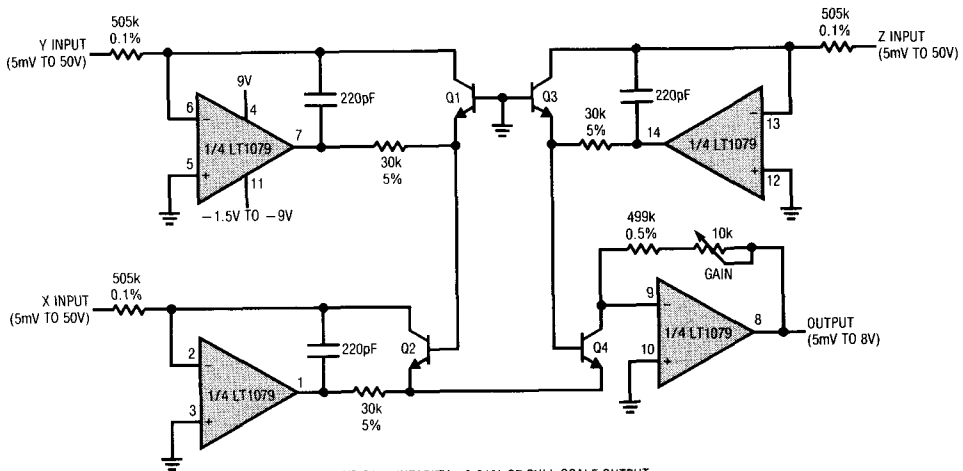 505k
0.1%
Y INPUT
(5mV TO 50V)
9V
4
6
−
220pF
Q1
7
1/4 LT1079
5
+
11
30k
5%
−1.5V TO −9V
505k
0.1%
Z INPUT
(5mV TO 50V)
Q3
220pF
30k
5%
14
−
13
1/4 LT1079
+
12
505k
0.1%
X INPUT
(5mV TO 50V)
2
−
220pF
Q2
1
1/4 LT1079
3
+
30k
5%
499k
0.5%
10k
GAIN
Q4
9
−
8
1/4 LT1079
10
+
OUTPUT
(5mV TO 8V)